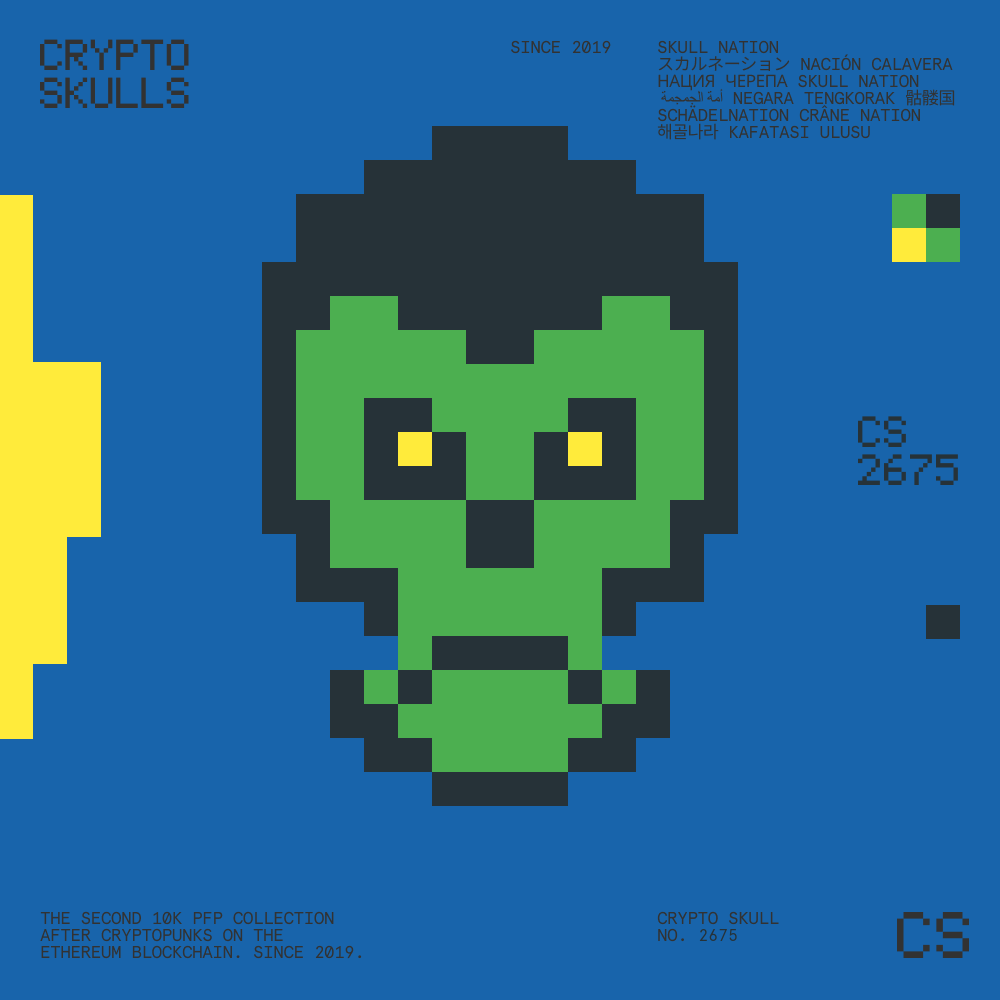 CRYPTO
SKULLS
SINCE 2019
SKULL NATION
スカルネーション NACIÓN CALAVERA
НАЦИЯ ЧЕРЕПА SKULL NATION
أمة الجمجمة NEGARA TENGKORAK 骷髅国
SCHÄDELNATION CRÂNE NATION
해골나라 KAFATASI ULUSU
CS
2675
THE SECOND 10K PFP COLLECTION
AFTER CRYPTOPUNKS ON THE
ETHEREUM BLOCKCHAIN. SINCE 2019.
CRYPTO SKULL
NO. 2675
CS